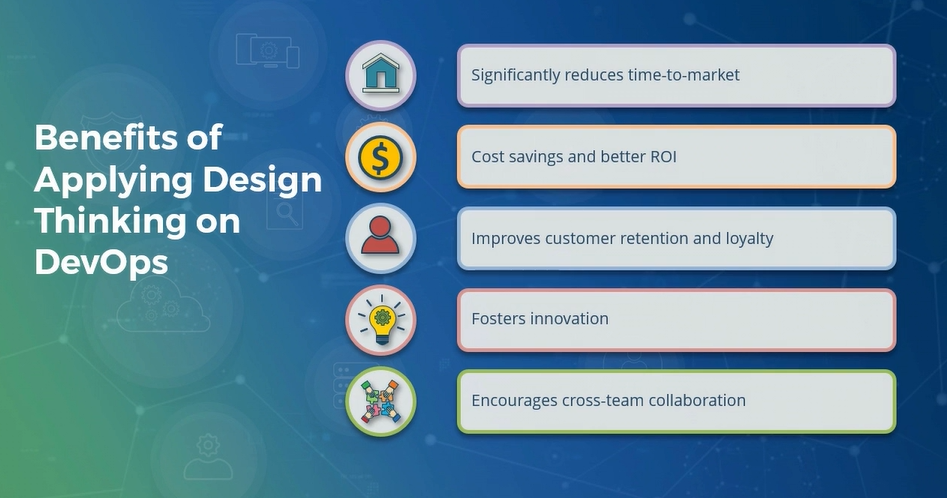 Benefits of
Applying Design
Thinking on
DevOps
Significantly reduces time-to-market
Cost savings and better ROI
Improves customer retention and loyalty
Fosters innovation
Encourages cross-team collaboration